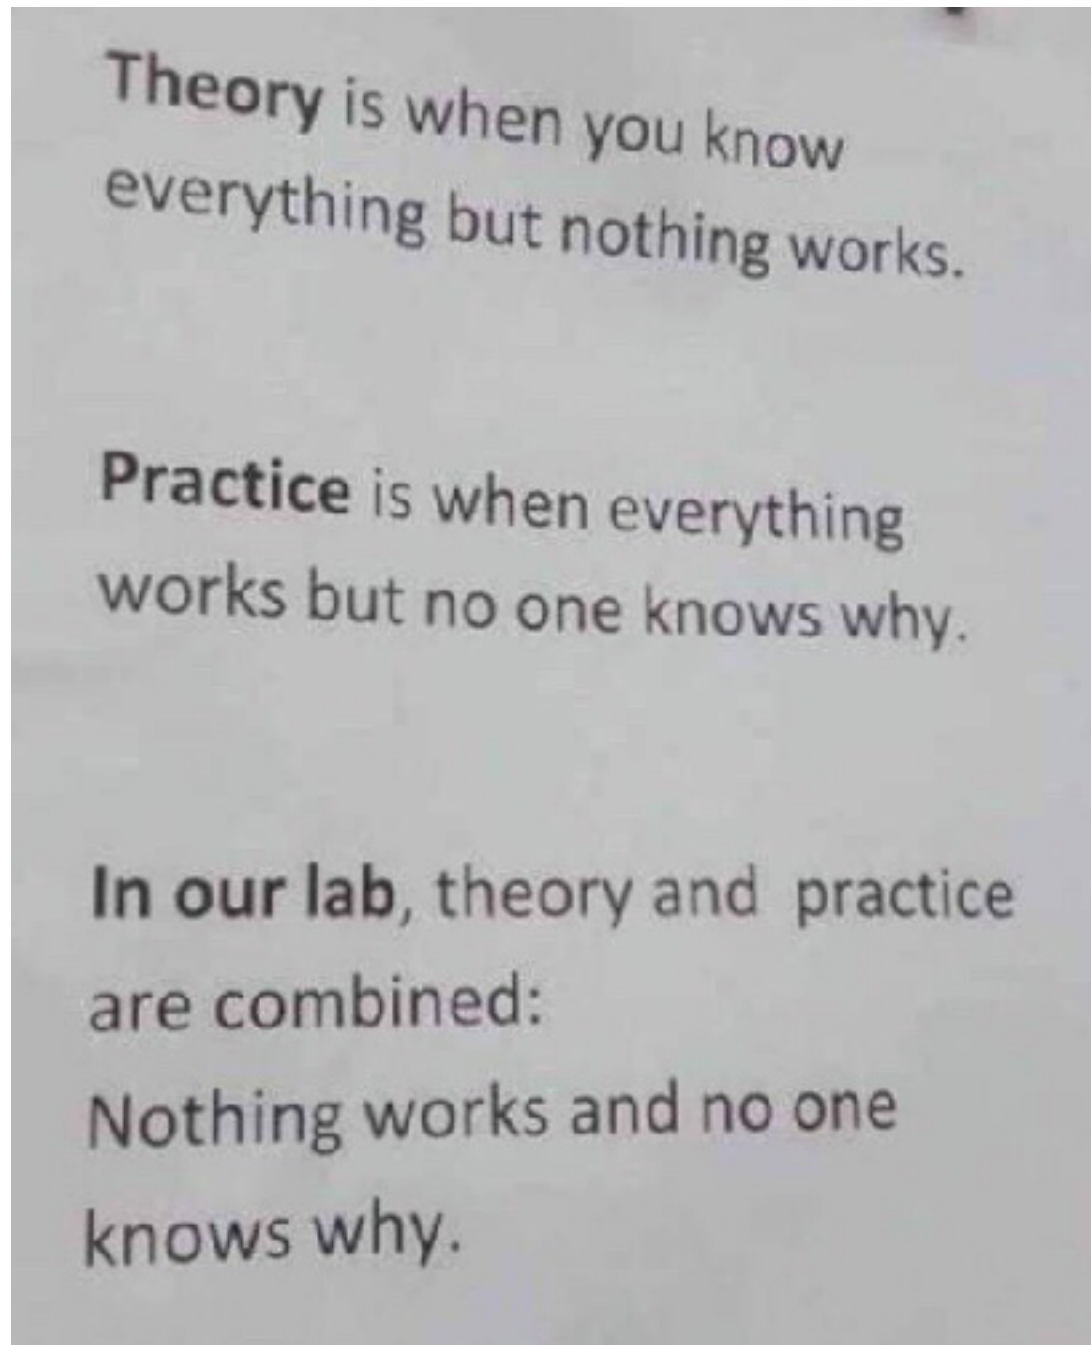 Theory is when you know
everything but nothing works.
Practice is when everything
works but no one knows why.
In our lab, theory and practice
are combined:
Nothing works and no one
knows why.